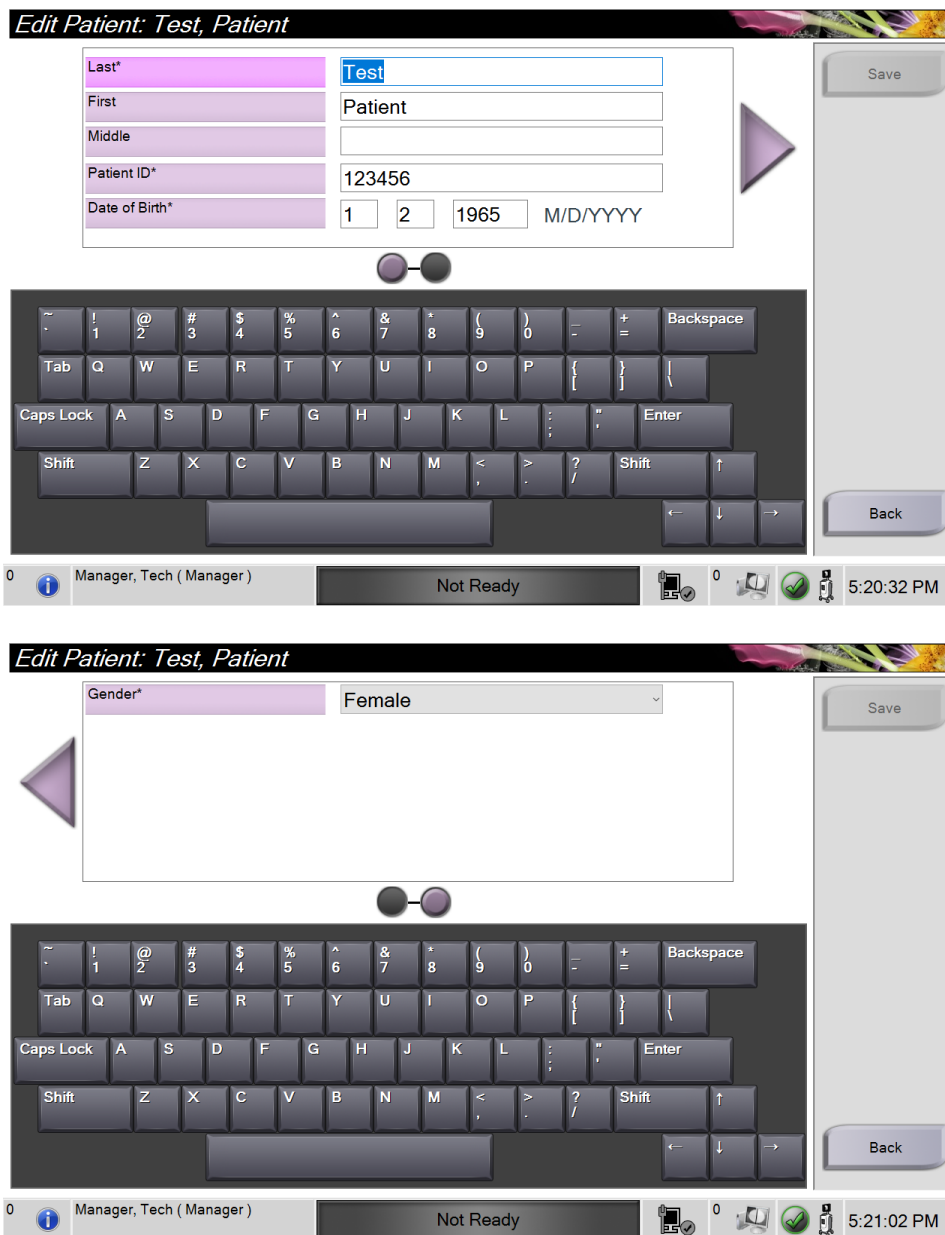 Edit Patient: Test, Patient
Last* Test
First Patient
Middle
Patient ID* 123456
Date of Birth* 1 2 1965 M/D/YYYY
Save
~ ! @ # $ % ^ & * ( ) _ + Backspace
` 1 2 3 4 5 6 7 8 9 0 - =
Tab Q W E R T Y U I O P { } |
[ ] \
Caps Lock A S D F G H J K L : " Enter
; '
Shift Z X C V B N M < > ? Shift ↑
, . /
← ↓ →
Back
0 Manager, Tech ( Manager ) Not Ready 0 5:20:32 PM
Edit Patient: Test, Patient
Gender* Female
Save
~ ! @ # $ % ^ & * ( ) _ + Backspace
` 1 2 3 4 5 6 7 8 9 0 - =
Tab Q W E R T Y U I O P { } |
[ ] \
Caps Lock A S D F G H J K L : " Enter
; '
Shift Z X C V B N M < > ? Shift ↑
, . /
← ↓ →
Back
0 Manager, Tech ( Manager ) Not Ready 0 5:21:02 PM